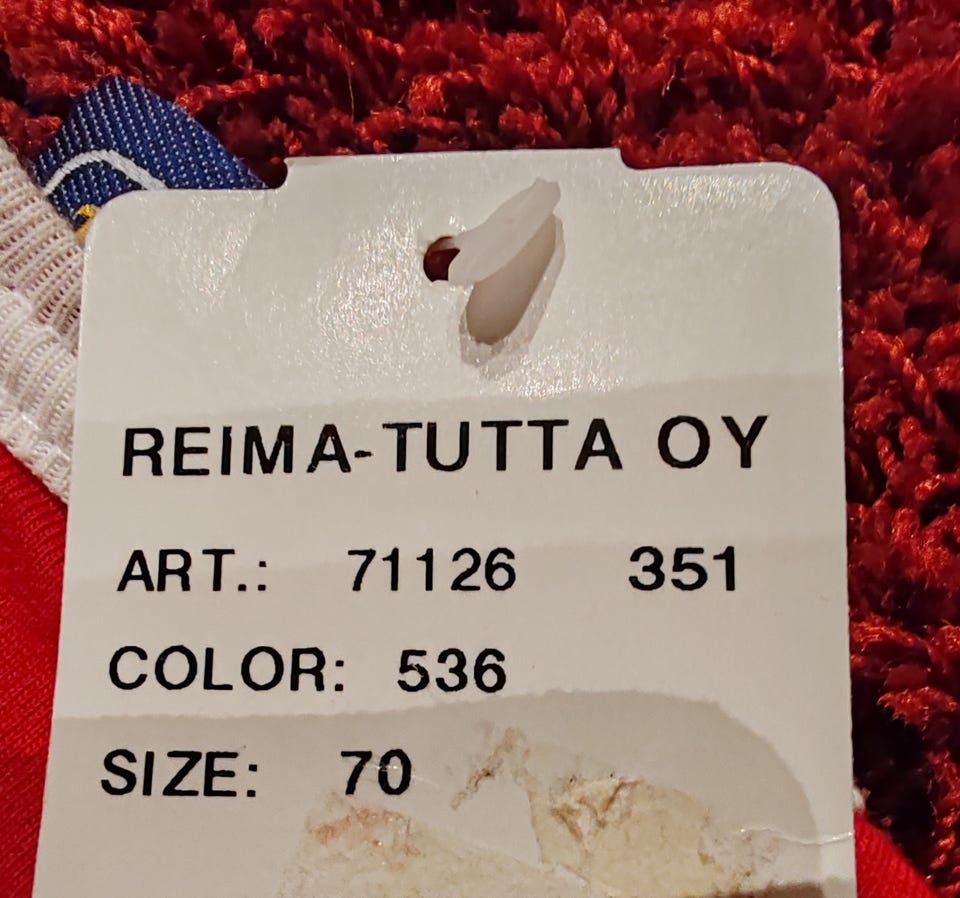 REIMA-TUTTA OY
ART.: 71126 351
COLOR: 536
SIZE: 70